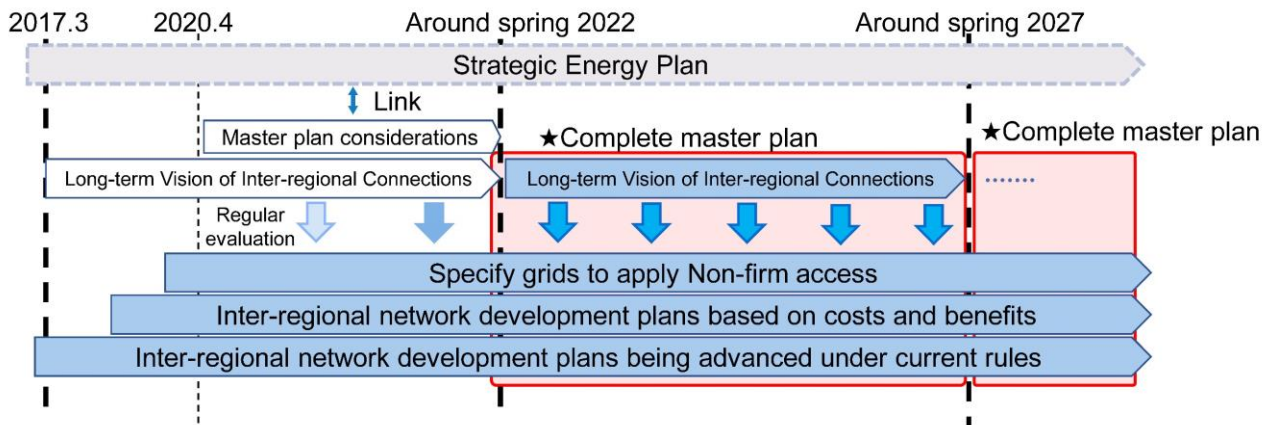 2017.3 2020.4 Around spring 2022 Around spring 2027
Strategic Energy Plan
Link
Master plan considerations
★Complete master plan
★Complete master plan
Long-term Vision of Inter-regional Connections
Long-term Vision of Inter-regional Connections
.......
Regular
evaluation
Specify grids to apply Non-firm access
Inter-regional network development plans based on costs and benefits
Inter-regional network development plans being advanced under current rules